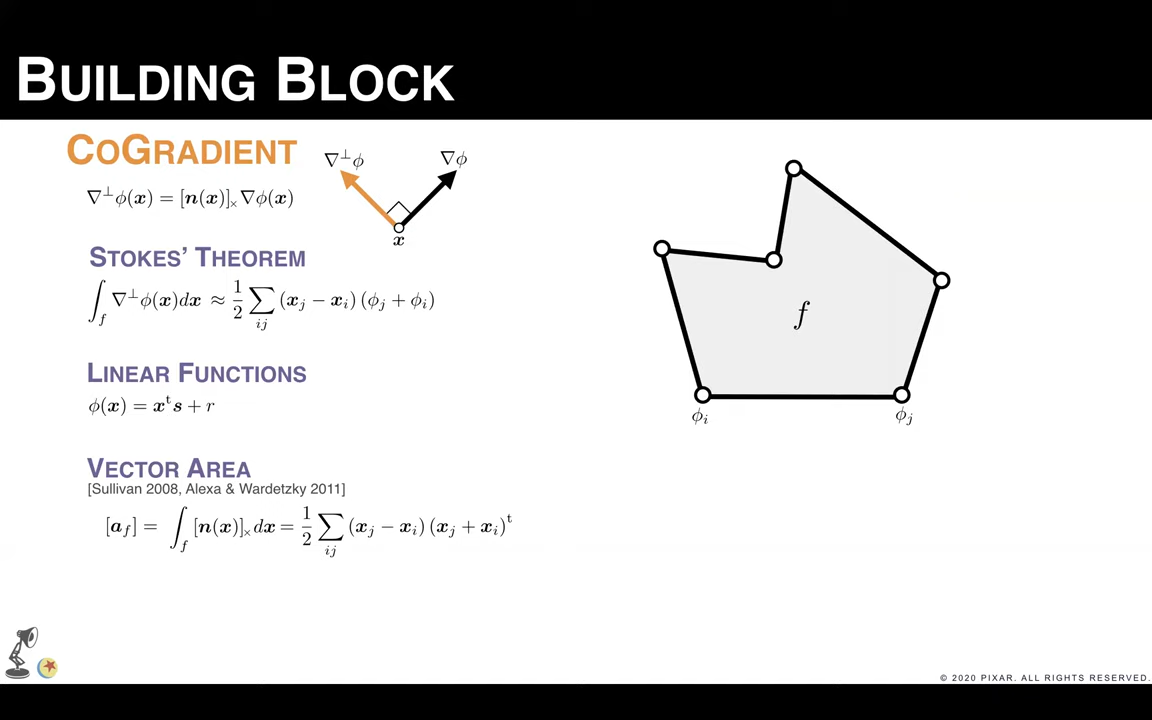 BUILDING BLOCK
COGRADIENT
∇⊥ϕ
∇ϕ
x
∇⊥ϕ(x) = [n(x)]×∇ϕ(x)
STOKES' THEOREM
∫f ∇⊥ϕ(x)dx ≈ 1/2 ∑ij (xj − xi) (ϕj + ϕi)
LINEAR FUNCTIONS
ϕ(x) = xᵗs + r
VECTOR AREA
[Sullivan 2008, Alexa & Wardetzky 2011]
[af] = ∫f [n(x)]× dx = 1/2 ∑ij (xj − xi) (xj + xi)ᵗ
f
ϕi
ϕj
© 2020 PIXAR. ALL RIGHTS RESERVED.